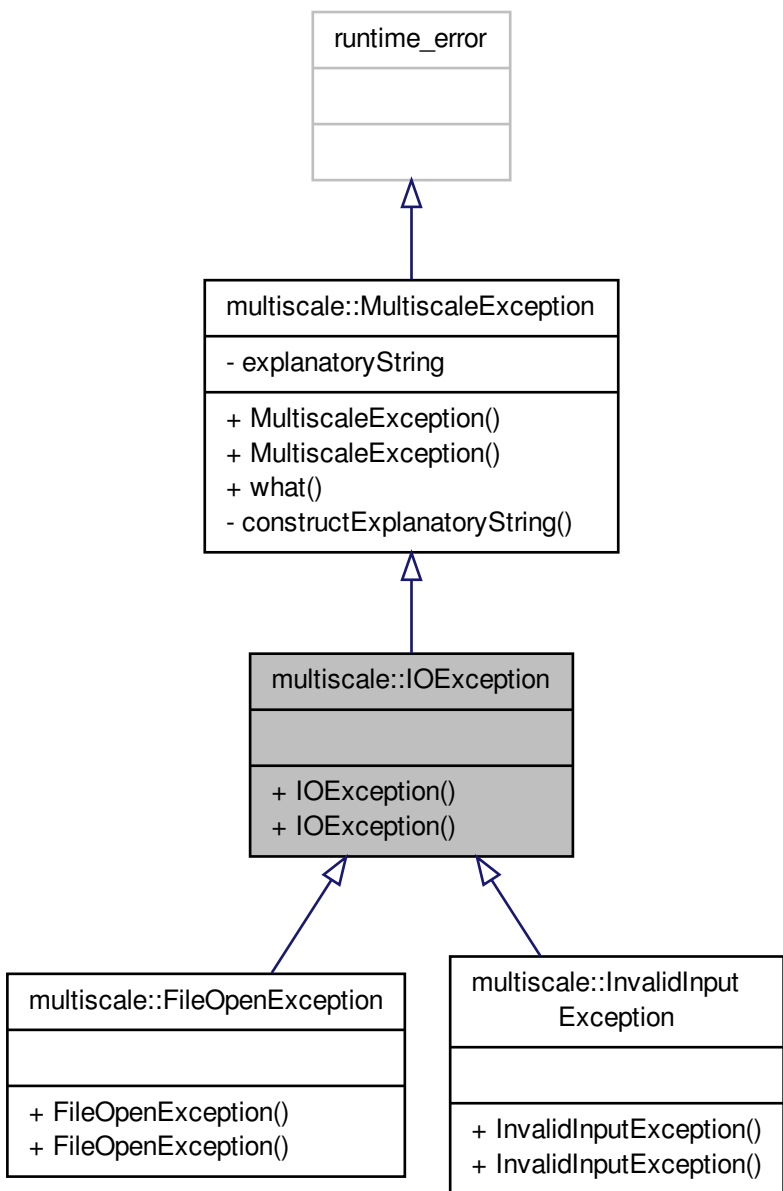 runtime_error
multiscale::MultiscaleException
- explanatoryString
+ MultiscaleException()
+ MultiscaleException()
+ what()
- constructExplanatoryString()
multiscale::IOException
+ IOException()
+ IOException()
multiscale::FileOpenException
+ FileOpenException()
+ FileOpenException()
multiscale::InvalidInput
Exception
+ InvalidInputException()
+ InvalidInputException()